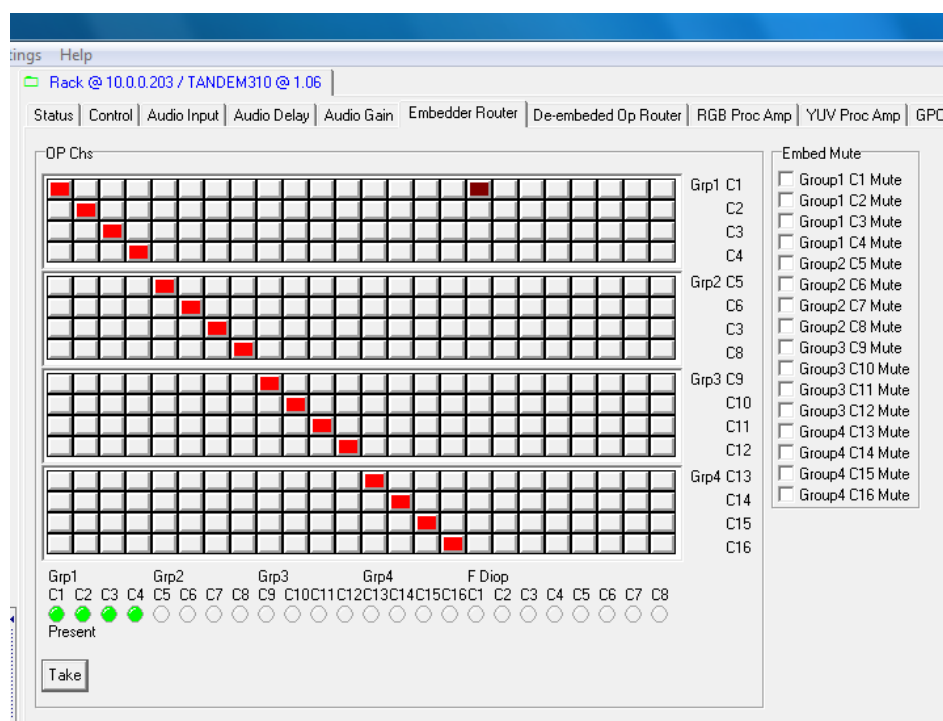 tings Help
Rack @ 10.0.0.203 / TANDEM310 @ 1.06
Status Control Audio Input Audio Delay Audio Gain Embedder Router De-embeded Op Router RGB Proc Amp YUV Proc Amp GPO
OP Chs
Grp1 C1
C2
C3
C4
Grp2 C5
C6
C3
C8
Grp3 C9
C10
C11
C12
Grp4 C13
C14
C15
C16
Grp1 Grp2 Grp3 Grp4 F Diop
C1 C2 C3 C4 C5 C6 C7 C8 C9 C10 C11 C12 C13 C14 C15 C16 C1 C2 C3 C4 C5 C6 C7 C8
Present
Take
Embed Mute
Group1 C1 Mute
Group1 C2 Mute
Group1 C3 Mute
Group1 C4 Mute
Group2 C5 Mute
Group2 C6 Mute
Group2 C7 Mute
Group2 C8 Mute
Group3 C9 Mute
Group3 C10 Mute
Group3 C11 Mute
Group3 C12 Mute
Group4 C13 Mute
Group4 C14 Mute
Group4 C15 Mute
Group4 C16 Mute